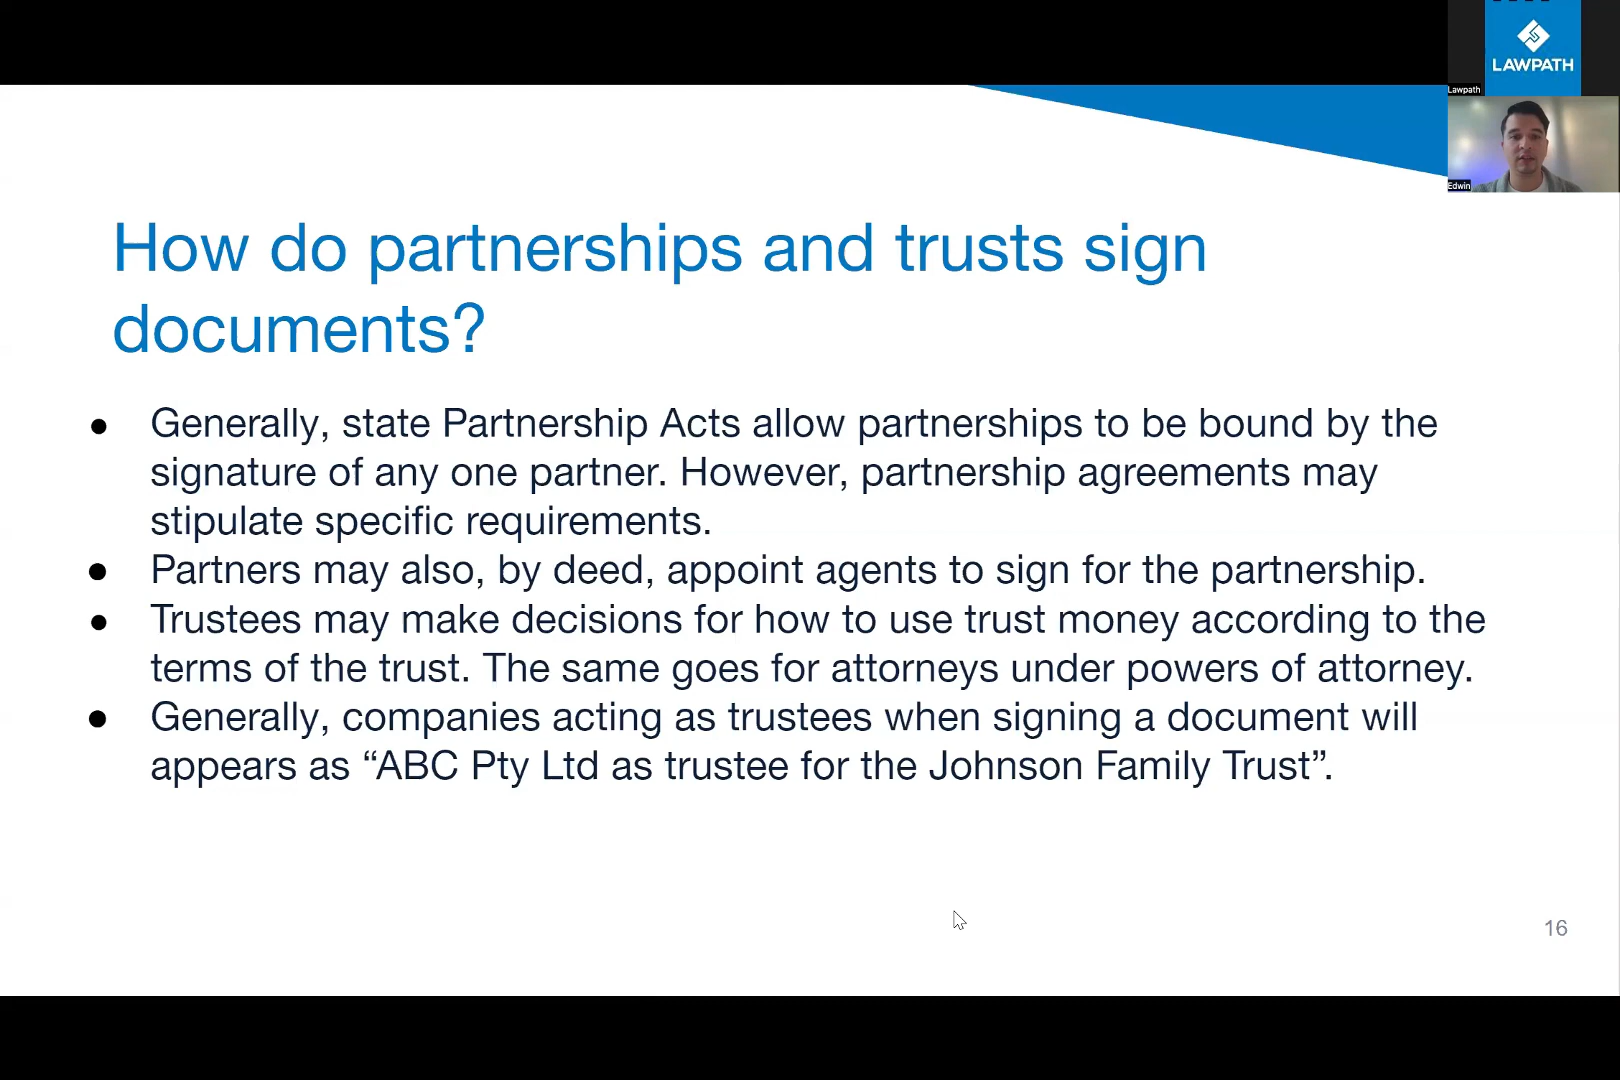 LAWPATH
Lawpath
Edwin
How do partnerships and trusts sign
documents?
● Generally, state Partnership Acts allow partnerships to be bound by the
signature of any one partner. However, partnership agreements may
stipulate specific requirements.
● Partners may also, by deed, appoint agents to sign for the partnership.
● Trustees may make decisions for how to use trust money according to the
terms of the trust. The same goes for attorneys under powers of attorney.
● Generally, companies acting as trustees when signing a document will
appears as “ABC Pty Ltd as trustee for the Johnson Family Trust”.
16